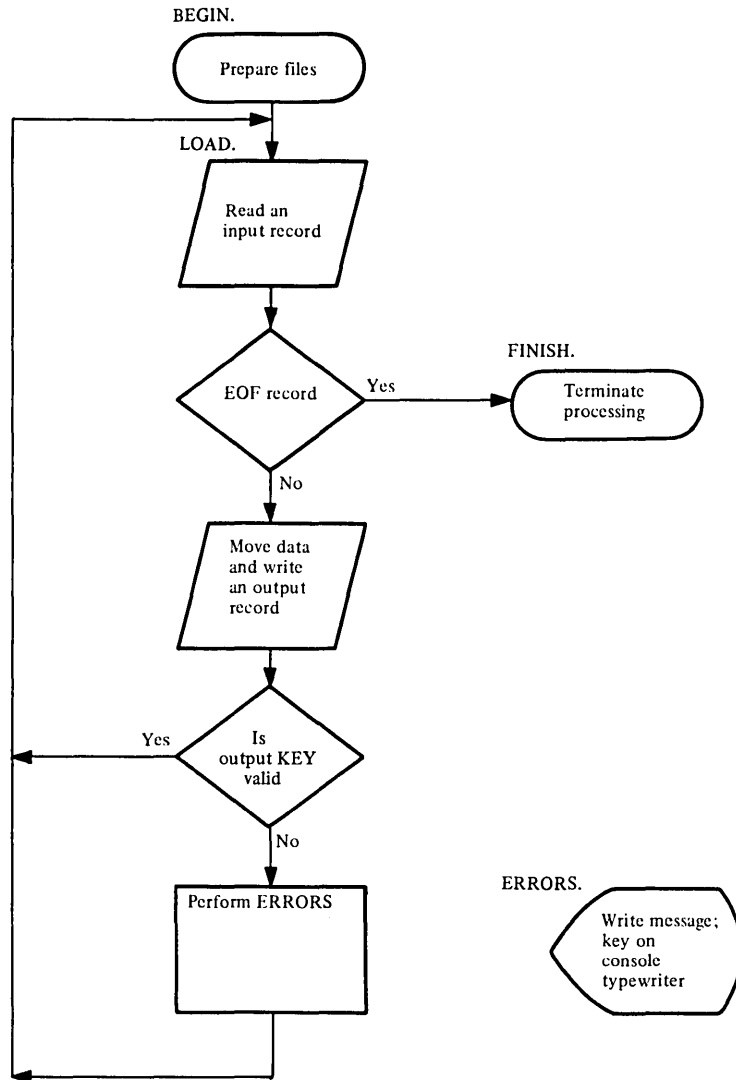 BEGIN.
Prepare files
LOAD.
Read an
input record
EOF record
Yes
FINISH.
Terminate
processing
No
Move data
and write
an output
record
Is
output KEY
valid
Yes
No
Perform ERRORS
ERRORS.
Write message;
key on
console
typewriter